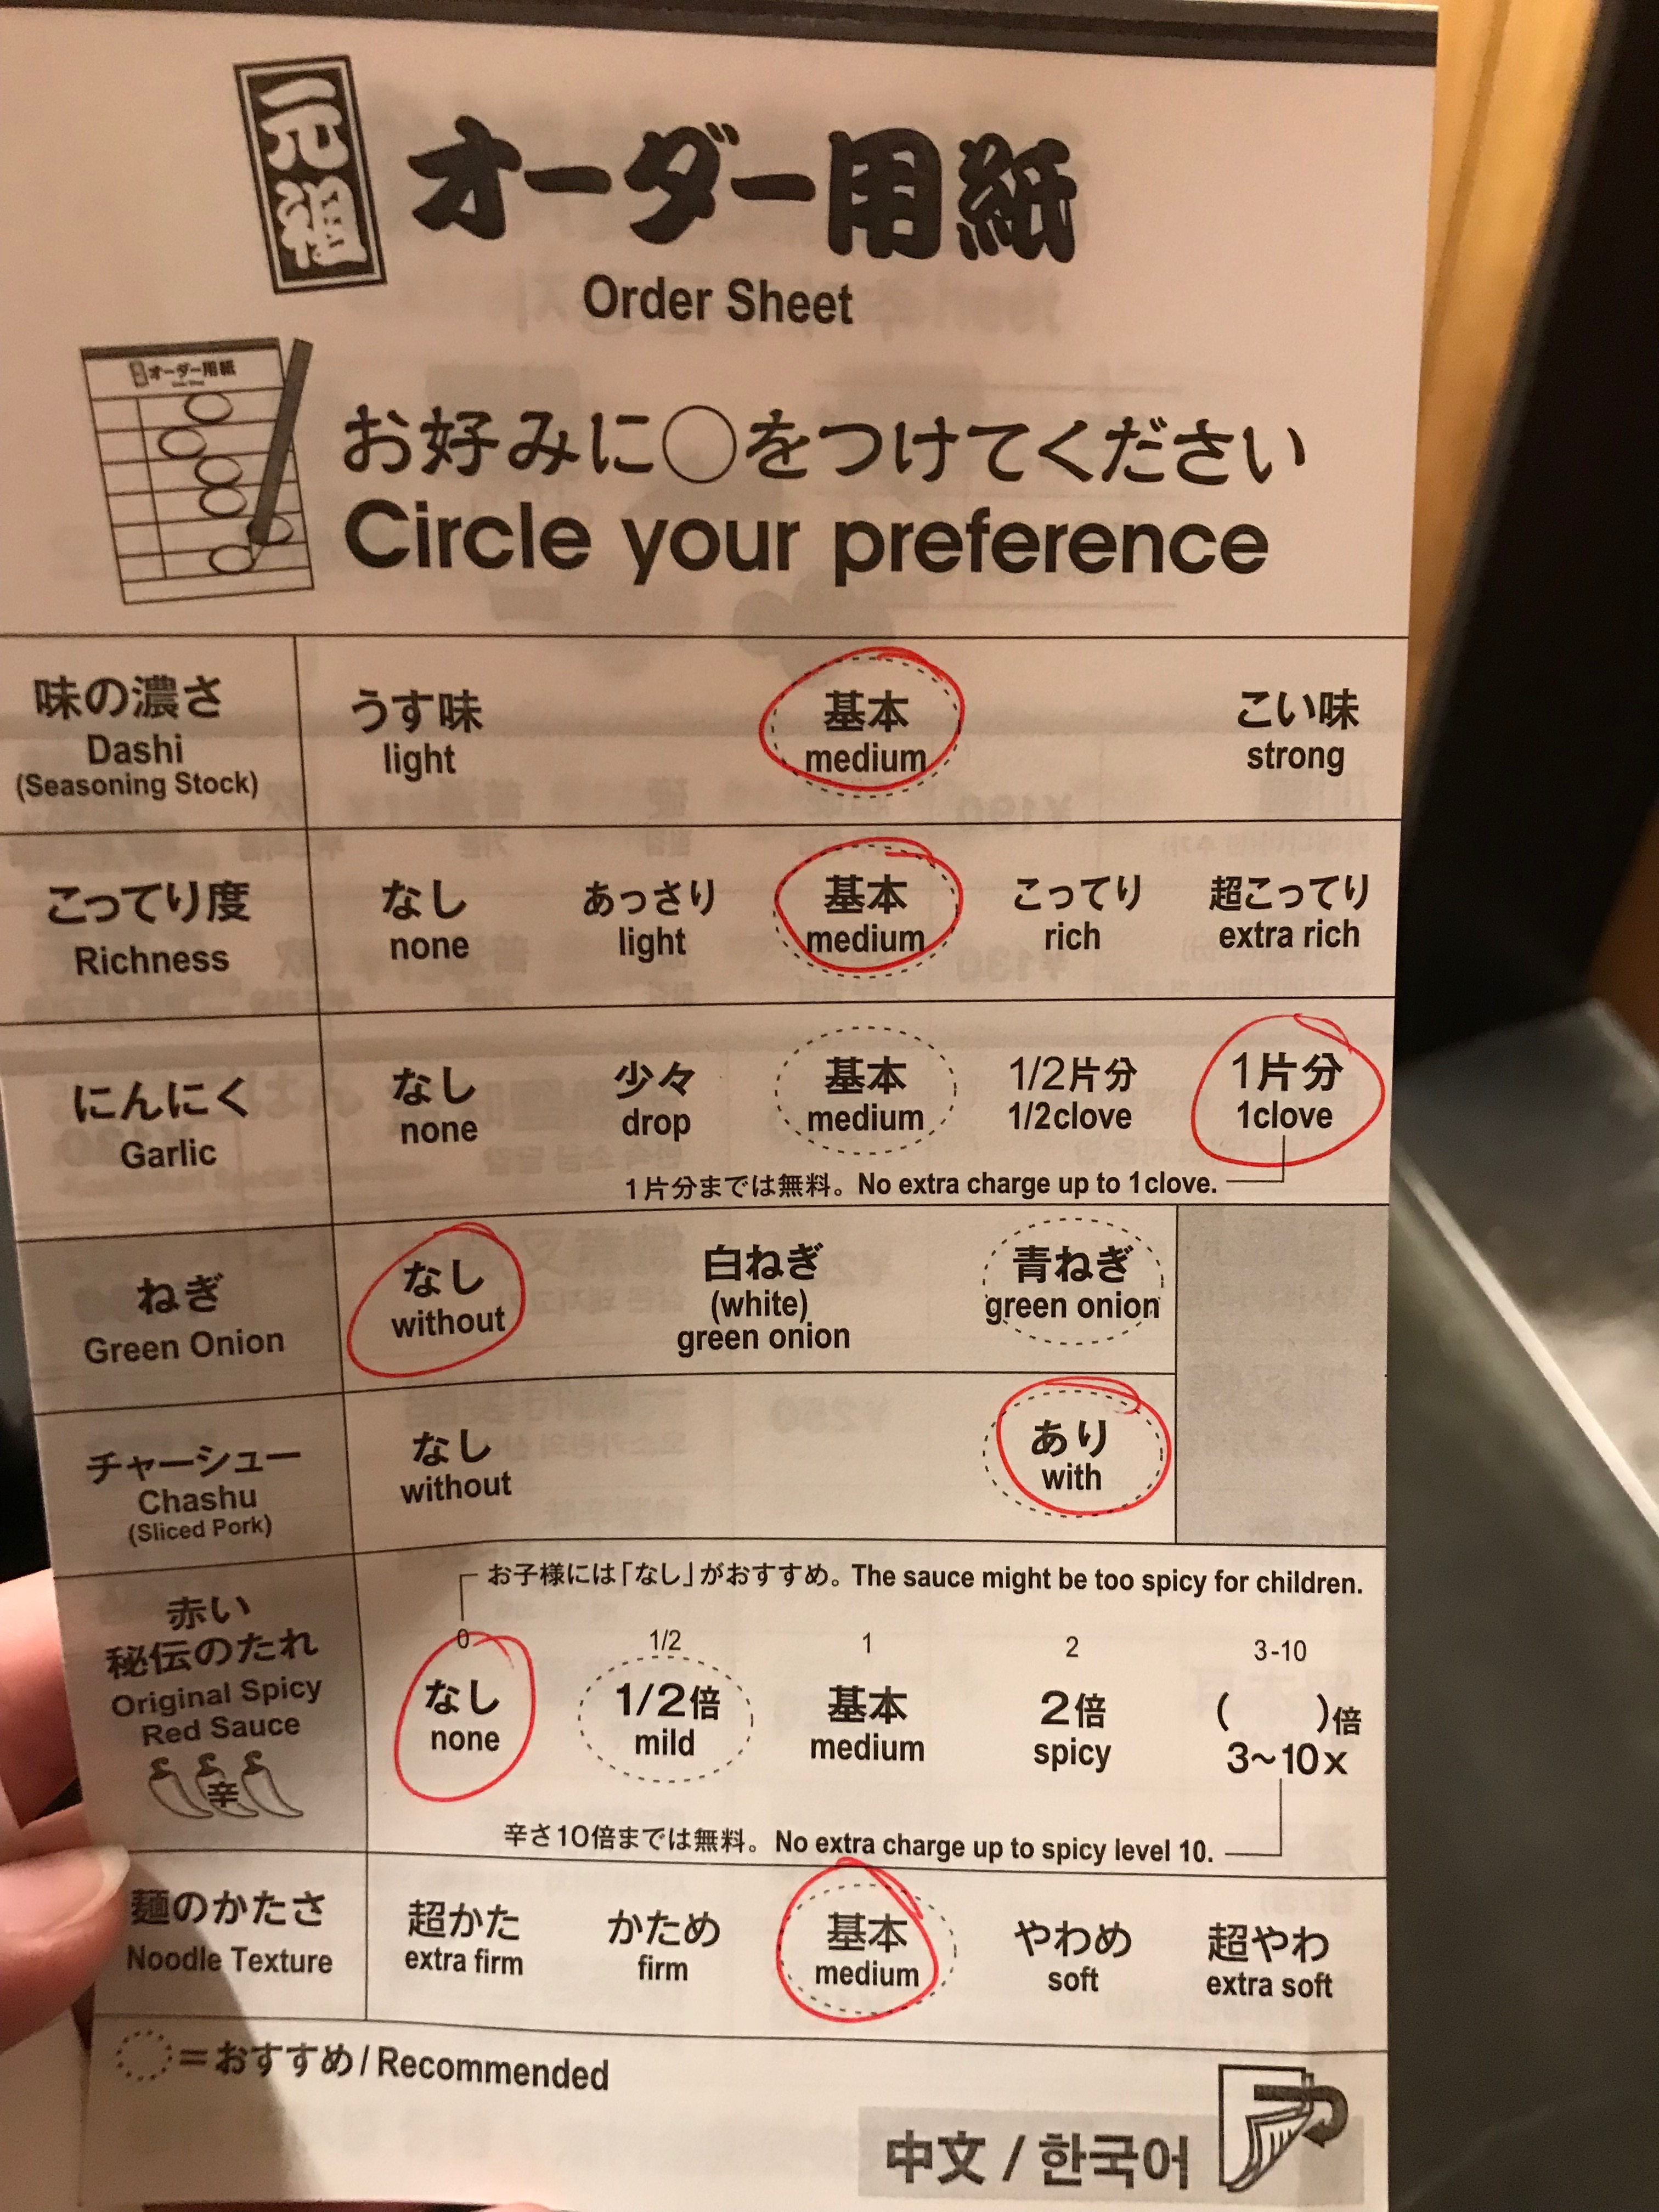 元祖
オーダー用紙
Order Sheet
オーダー用紙
お好みに◯をつけてください
Circle your preference
味の濃さ
Dashi
(Seasoning Stock)
うす味
light
基本
medium
こい味
strong
こってり度
Richness
なし
none
あっさり
light
基本
medium
こってり
rich
超こってり
extra rich
にんにく
Garlic
なし
none
少々
drop
基本
medium
1/2片分
1/2clove
1片分
1clove
1片分までは無料。No extra charge up to 1clove.
ねぎ
Green Onion
なし
without
白ねぎ
(white)
green onion
青ねぎ
green onion
チャーシュー
Chashu
(Sliced Pork)
なし
without
あり
with
お子様には「なし」がおすすめ。The sauce might be too spicy for children.
赤い
秘伝のたれ
Original Spicy
Red Sauce
辛
0
なし
none
1/2
1/2倍
mild
1
基本
medium
2
2倍
spicy
3-10
( )倍
3~10x
辛さ10倍までは無料。No extra charge up to spicy level 10.
麺のかたさ
Noodle Texture
超かた
extra firm
かため
firm
基本
medium
やわめ
soft
超やわ
extra soft
=おすすめ/Recommended
中文/한국어